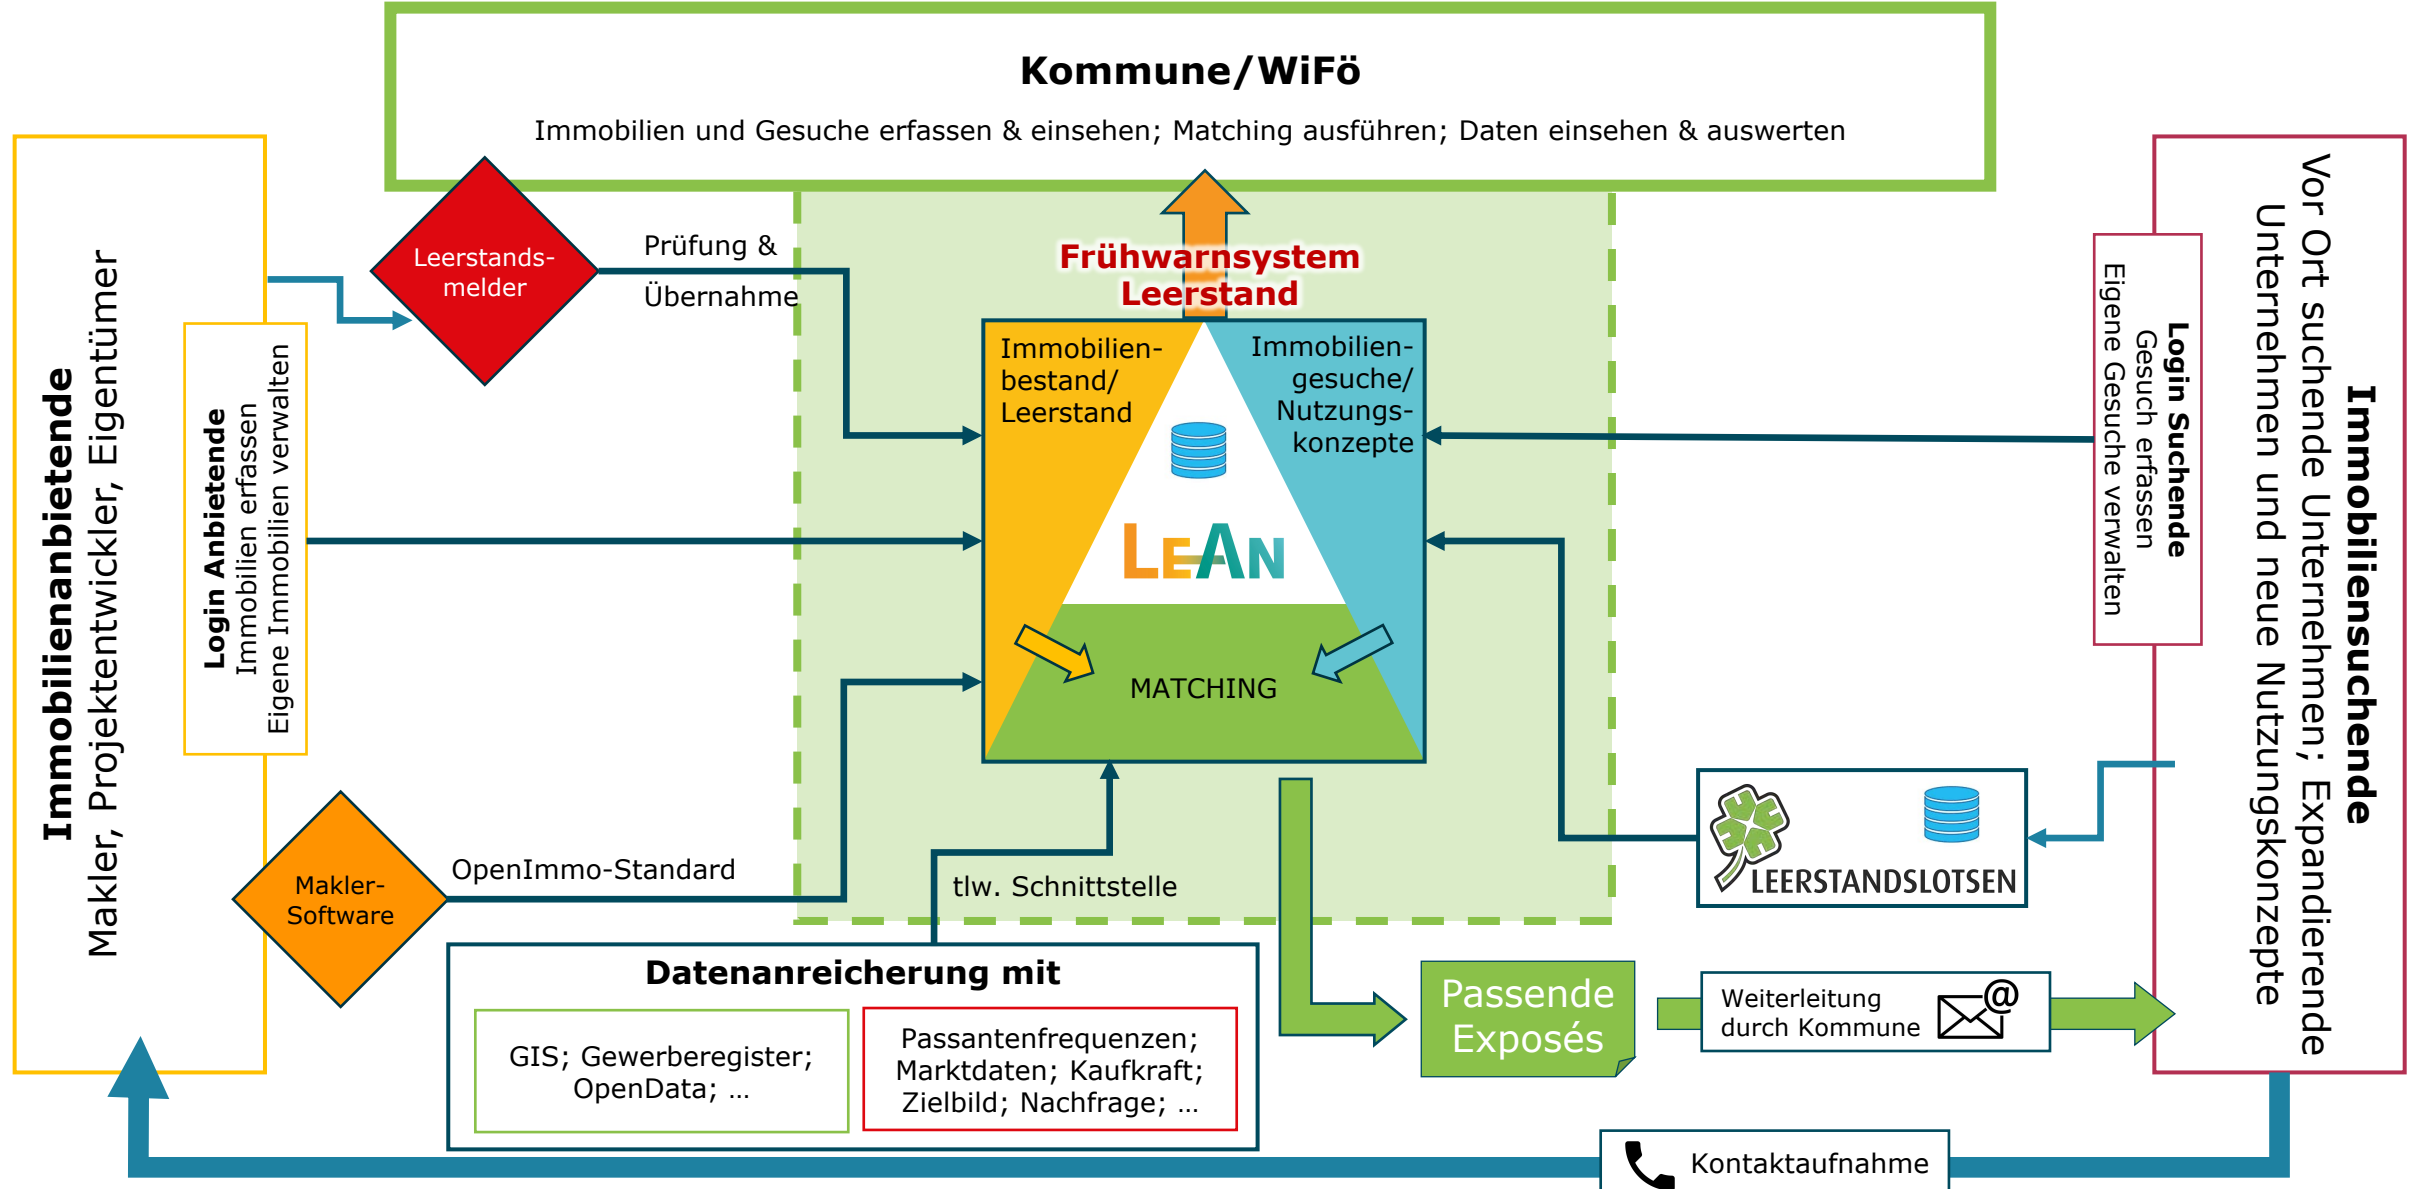 Kommune/WiFö
Immobilien und Gesuche erfassen & einsehen; Matching ausführen; Daten einsehen & auswerten
Immobilienanbietende
Makler, Projektentwickler, Eigentümer
Login Anbietende
Immobilien erfassen
Eigene Immobilien verwalten
Leerstands-
melder
Prüfung &
Übernahme
Makler-
Software
OpenImmo-Standard
Frühwarnsystem
Leerstand
Immobilien-
bestand/
Leerstand
Immobilien-
gesuche/
Nutzungs-
konzepte
LEAN
MATCHING
tlw. Schnittstelle
Datenanreicherung mit
GIS; Gewerberegister;
OpenData; …
Passantenfrequenzen;
Marktdaten; Kaufkraft;
Zielbild; Nachfrage; …
Passende
Exposés
Weiterleitung
durch Kommune
@
LEERSTANDSLOTSEN
Login Suchende
Gesuch erfassen
Eigene Gesuche verwalten
Immobiliensuchende
Vor Ort suchende Unternehmen; Expandierende
Unternehmen und neue Nutzungskonzepte
Kontaktaufnahme